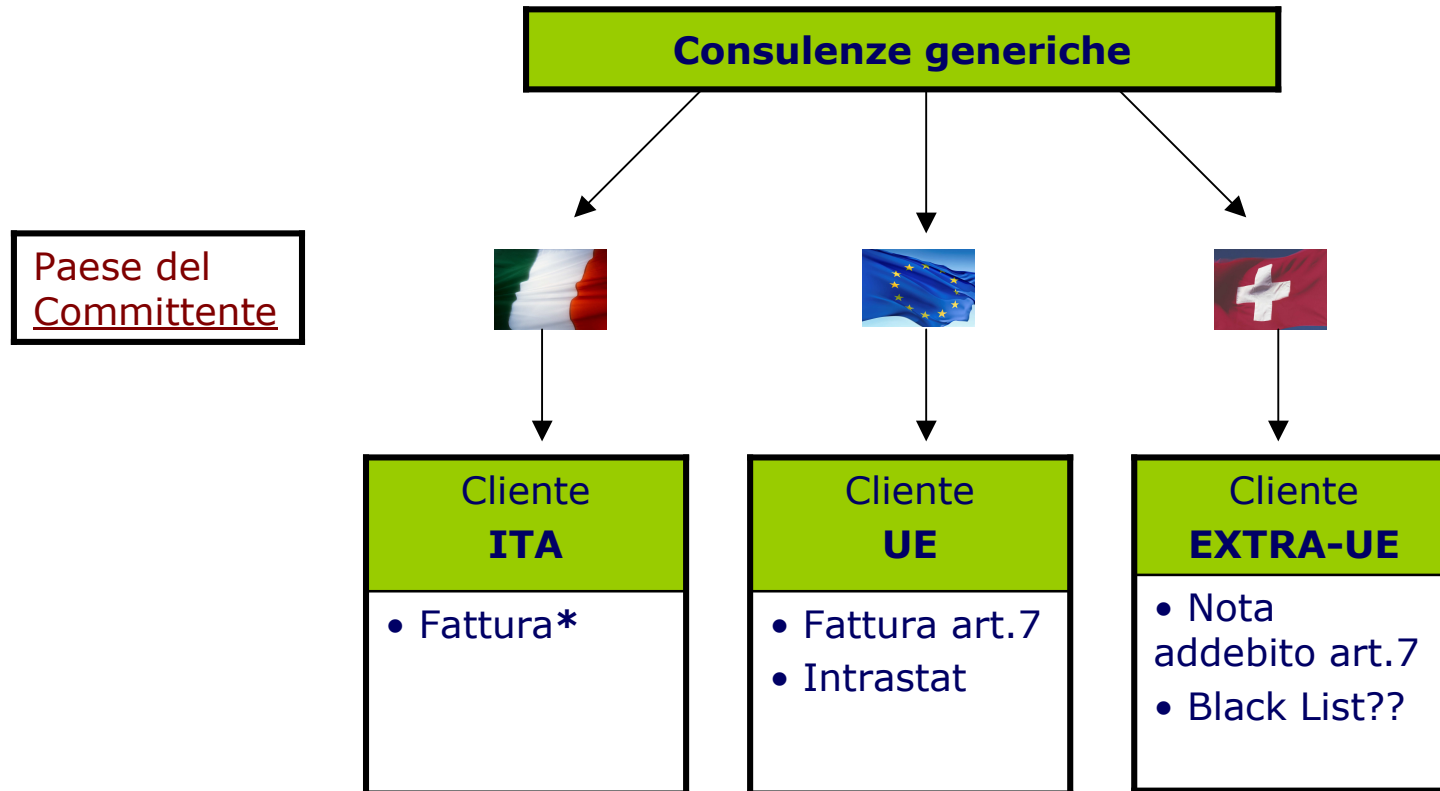 Consulenze generiche
Paese del
Committente
Cliente
ITA
• Fattura*
Cliente
UE
• Fattura art.7
• Intrastat
Cliente
EXTRA-UE
• Nota
addebito art.7
• Black List??